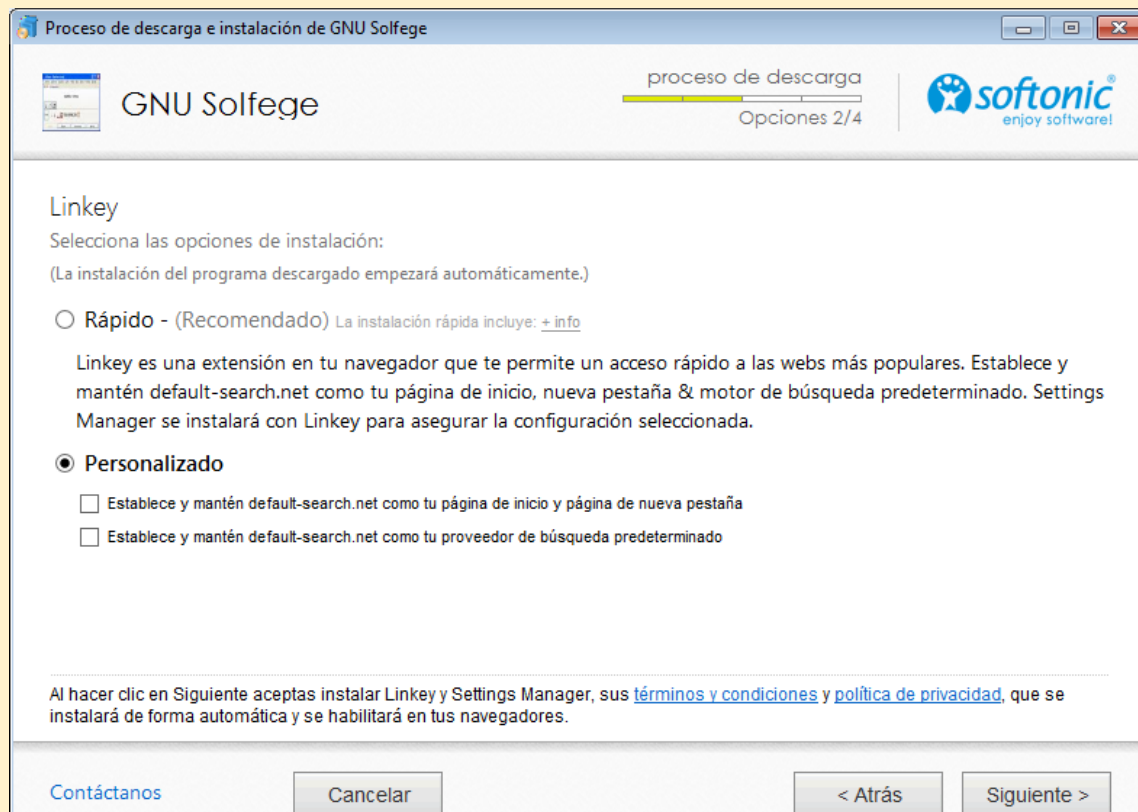 Proceso de descarga e instalación de GNU Solfege
GNU Solfege
proceso de descarga
Opciones 2/4
softonic®
enjoy software!
Linkey
Selecciona las opciones de instalación:
(La instalación del programa descargado empezará automáticamente.)
Rápido - (Recomendado) La instalación rápida incluye: + info
Linkey es una extensión en tu navegador que te permite un acceso rápido a las webs más populares. Establece y
mantén default-search.net como tu página de inicio, nueva pestaña & motor de búsqueda predeterminado. Settings
Manager se instalará con Linkey para asegurar la configuración seleccionada.
Personalizado
Establece y mantén default-search.net como tu página de inicio y página de nueva pestaña
Establece y mantén default-search.net como tu proveedor de búsqueda predeterminado
Al hacer clic en Siguiente aceptas instalar Linkey y Settings Manager, sus términos y condiciones y política de privacidad, que se
instalará de forma automática y se habilitará en tus navegadores.
Contáctanos
Cancelar
< Atrás
Siguiente >